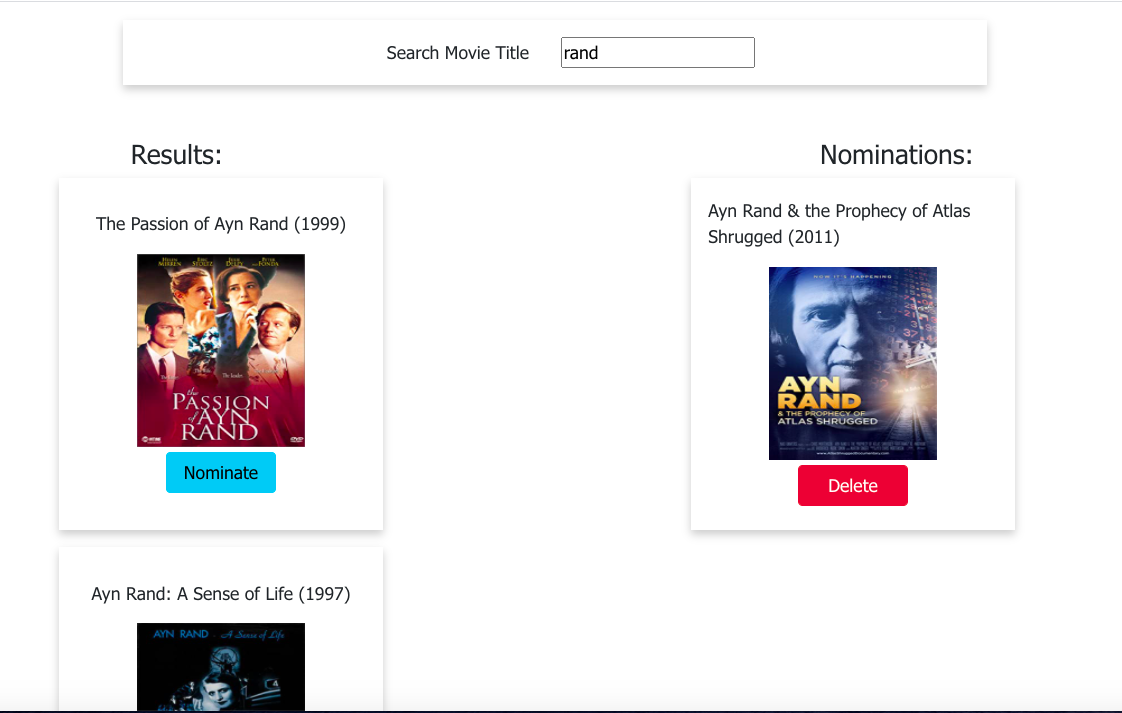 Search Movie Title rand
Results:
The Passion of Ayn Rand (1999)
HELEN MIRREN ERIC STOLTZ JULIE DELPY PETER FONDA
the
PASSION
of AYN
RAND
DVD
Nominate
Ayn Rand: A Sense of Life (1997)
AYN RAND A Sense of Life
Nominations:
Ayn Rand & the Prophecy of Atlas
Shrugged (2011)
NOW IT'S HAPPENING
AYN
RAND
& THE PROPHECY OF
ATLAS SHRUGGED
Delete